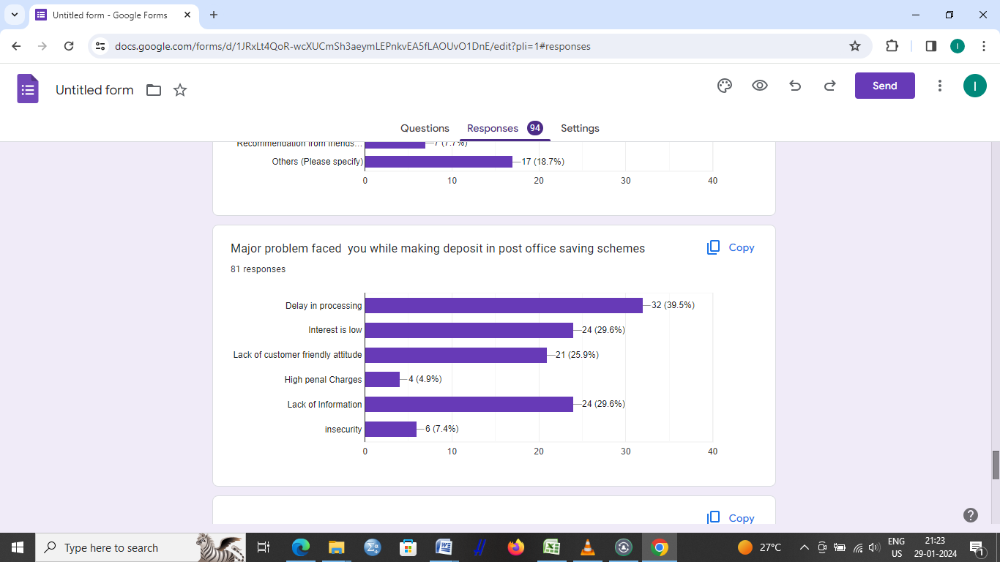 Untitled form - Google Forms
docs.google.com/forms/d/1JRxLt4QoR-wcXUCmSh3aeymLEPnkvEA5fLAOUvO1DnE/edit?pli=1#responses
I
Untitled form
Send
I
Questions
Responses 94
Settings
Recommendation from friends... 7 (7.7%)
Others (Please specify) 17 (18.7%)
0 10 20 30 40
Major problem faced  you while making deposit in post office saving schemes
Copy
81 responses
Delay in processing 32 (39.5%)
Interest is low 24 (29.6%)
Lack of customer friendly attitude 21 (25.9%)
High penal Charges 4 (4.9%)
Lack of Information 24 (29.6%)
insecurity 6 (7.4%)
0 10 20 30 40
Copy
Type here to search
27°C
ENG
US
21:23
29-01-2024
1